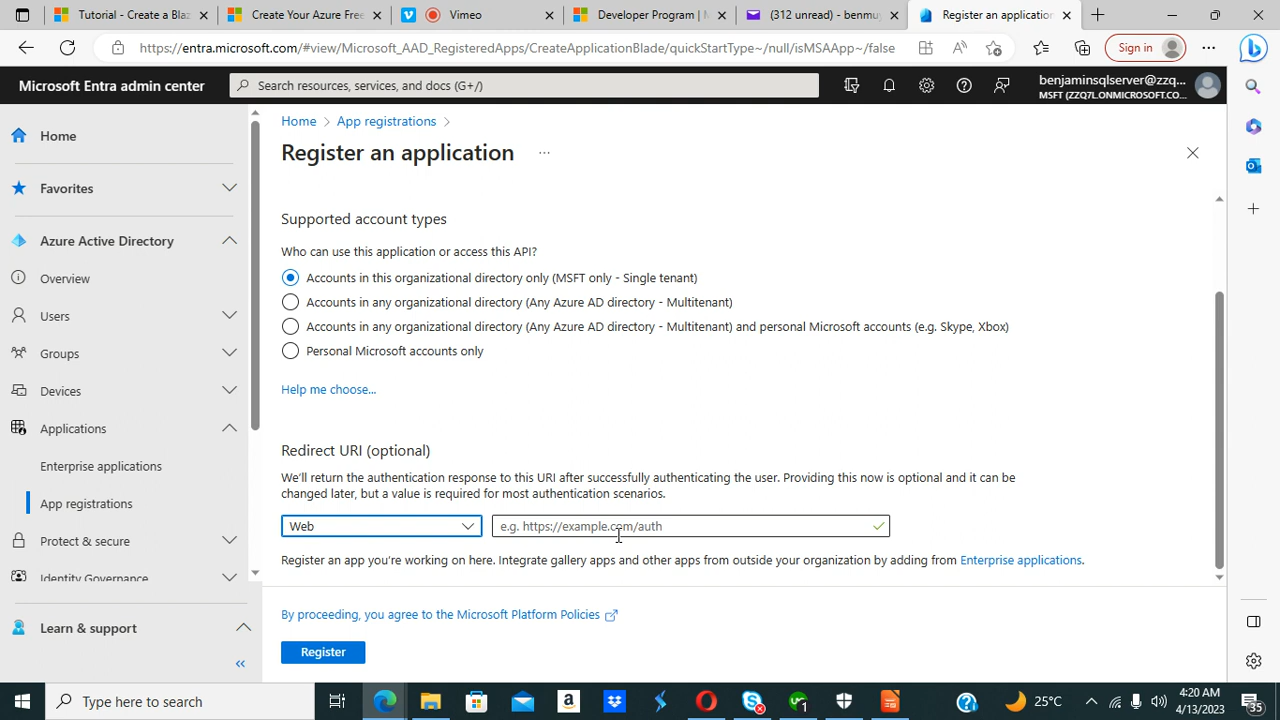 Tutorial - Create a Blaz
Create Your Azure Free
Vimeo
Developer Program | M
(312 unread) - benmuy
Register an application
https://entra.microsoft.com/#view/Microsoft_AAD_RegisteredApps/CreateApplicationBlade/quickStartType~/null/isMSAApp~/false
Sign in
Microsoft Entra admin center
Search resources, services, and docs (G+/)
benjaminsqlserver@zzq...
MSFT (ZZQ7L.ONMICROSOFT.CO...
Home
Favorites
Azure Active Directory
Overview
Users
Groups
Devices
Applications
Enterprise applications
App registrations
Protect & secure
Identity Governance
Learn & support
Home > App registrations >
Register an application
Supported account types
Who can use this application or access this API?
Accounts in this organizational directory only (MSFT only - Single tenant)
Accounts in any organizational directory (Any Azure AD directory - Multitenant)
Accounts in any organizational directory (Any Azure AD directory - Multitenant) and personal Microsoft accounts (e.g. Skype, Xbox)
Personal Microsoft accounts only
Help me choose...
Redirect URI (optional)
We'll return the authentication response to this URI after successfully authenticating the user. Providing this now is optional and it can be
changed later, but a value is required for most authentication scenarios.
Web
e.g. https://example.com/auth
Register an app you're working on here. Integrate gallery apps and other apps from outside your organization by adding from Enterprise applications.
By proceeding, you agree to the Microsoft Platform Policies
Register
Type here to search
25°C
4:20 AM
4/13/2023
35